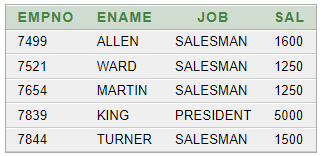 EMPNO ENAME JOB SAL
7499 ALLEN SALESMAN 1600
7521 WARD SALESMAN 1250
7654 MARTIN SALESMAN 1250
7839 KING PRESIDENT 5000
7844 TURNER SALESMAN 1500